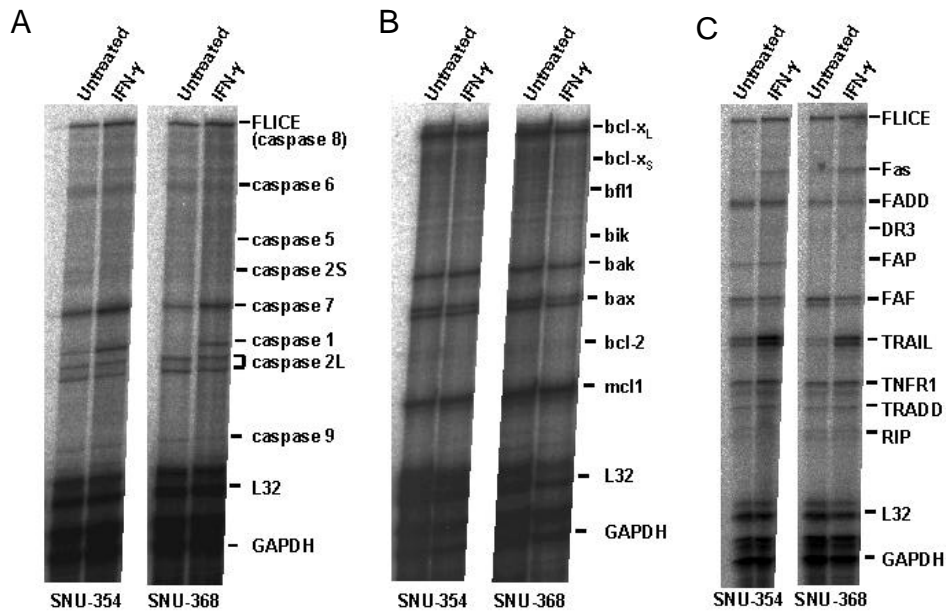 A
Untreated
IFN-γ
Untreated
IFN-γ
FLICE
(caspase 8)
caspase 6
caspase 5
caspase 2S
caspase 7
caspase 1
caspase 2L
caspase 9
L32
GAPDH
SNU-354
SNU-368
B
Untreated
IFN-γ
Untreated
IFN-γ
bcl-xL
bcl-xS
bfl1
bik
bak
bax
bcl-2
mcl1
L32
GAPDH
SNU-354
SNU-368
C
Untreated
IFN-γ
Untreated
IFN-γ
FLICE
Fas
FADD
DR3
FAP
FAF
TRAIL
TNFR1
TRADD
RIP
L32
GAPDH
SNU-354
SNU-368